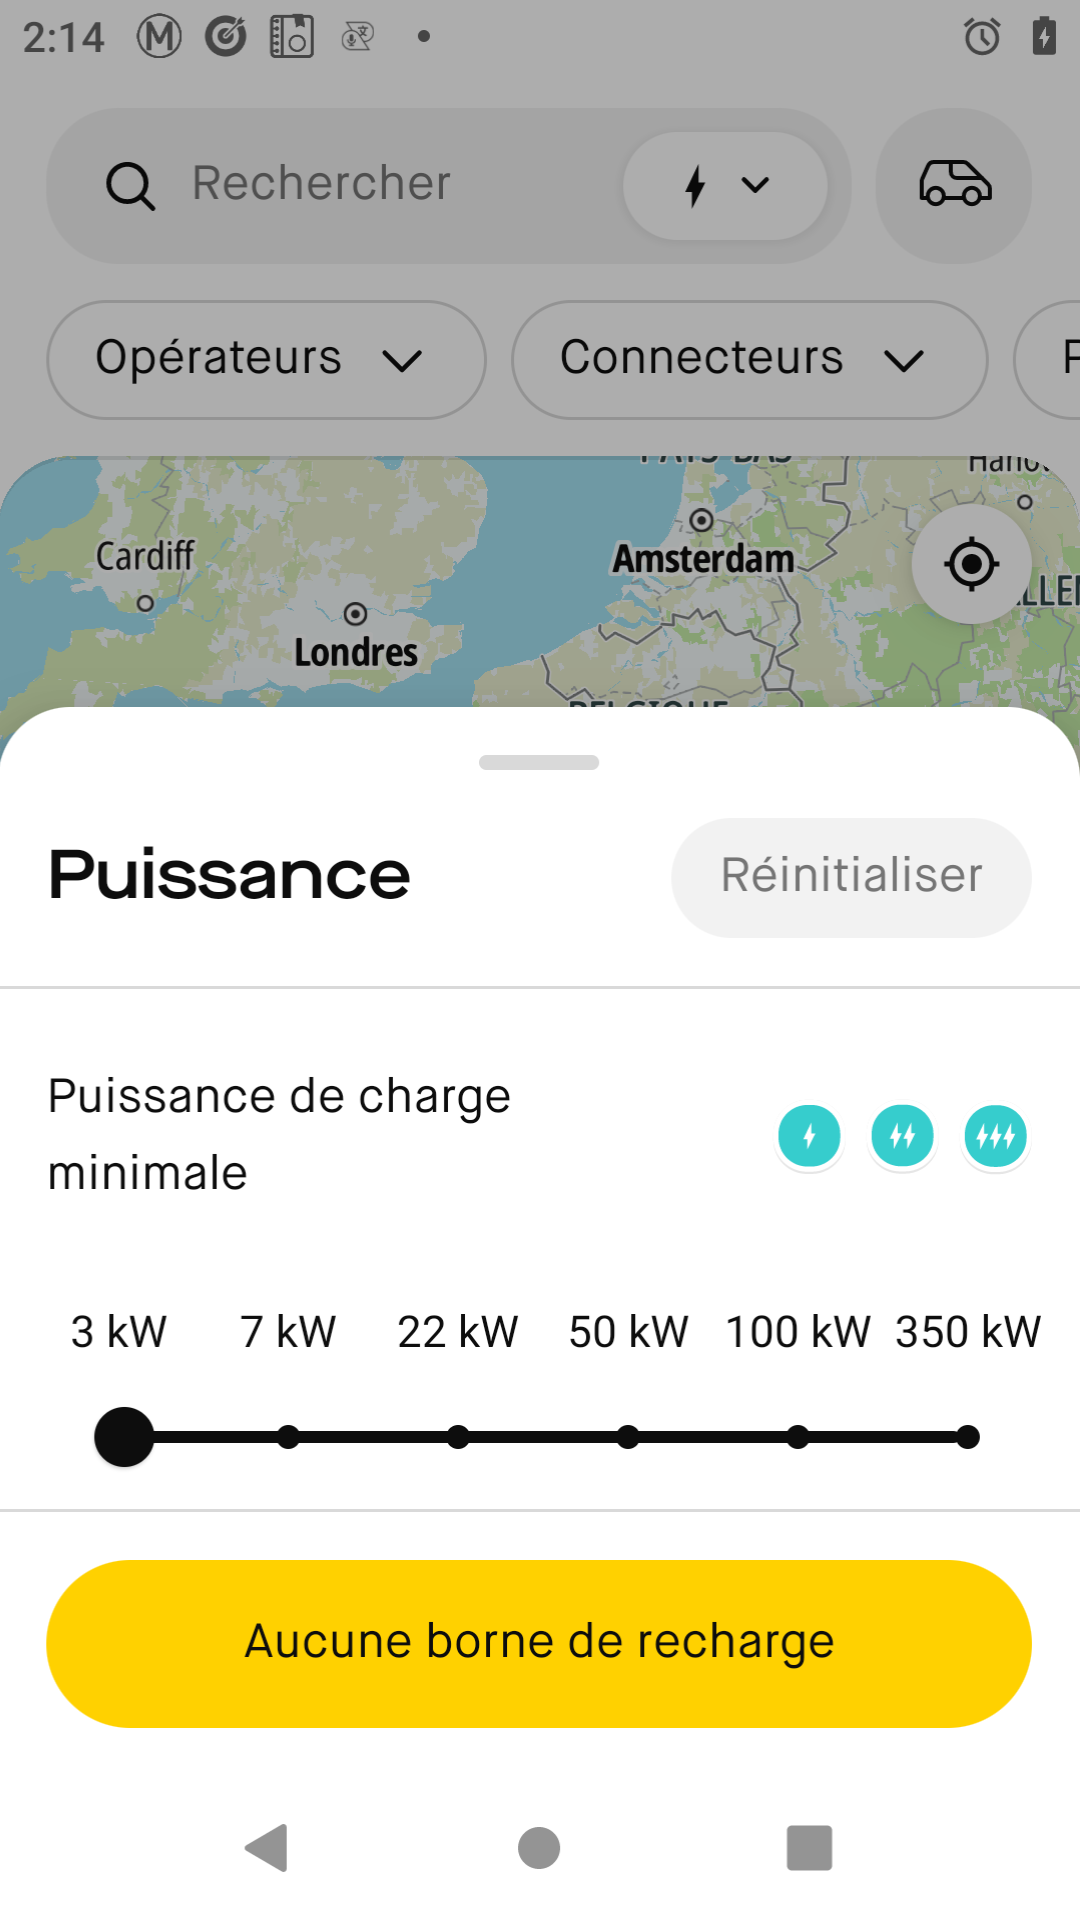 2:14
Rechercher
Opérateurs
Connecteurs
Cardiff
Amsterdam
Londres
Puissance
Réinitialiser
Puissance de charge
minimale
3 kW 7 kW 22 kW 50 kW 100 kW 350 kW
Aucune borne de recharge